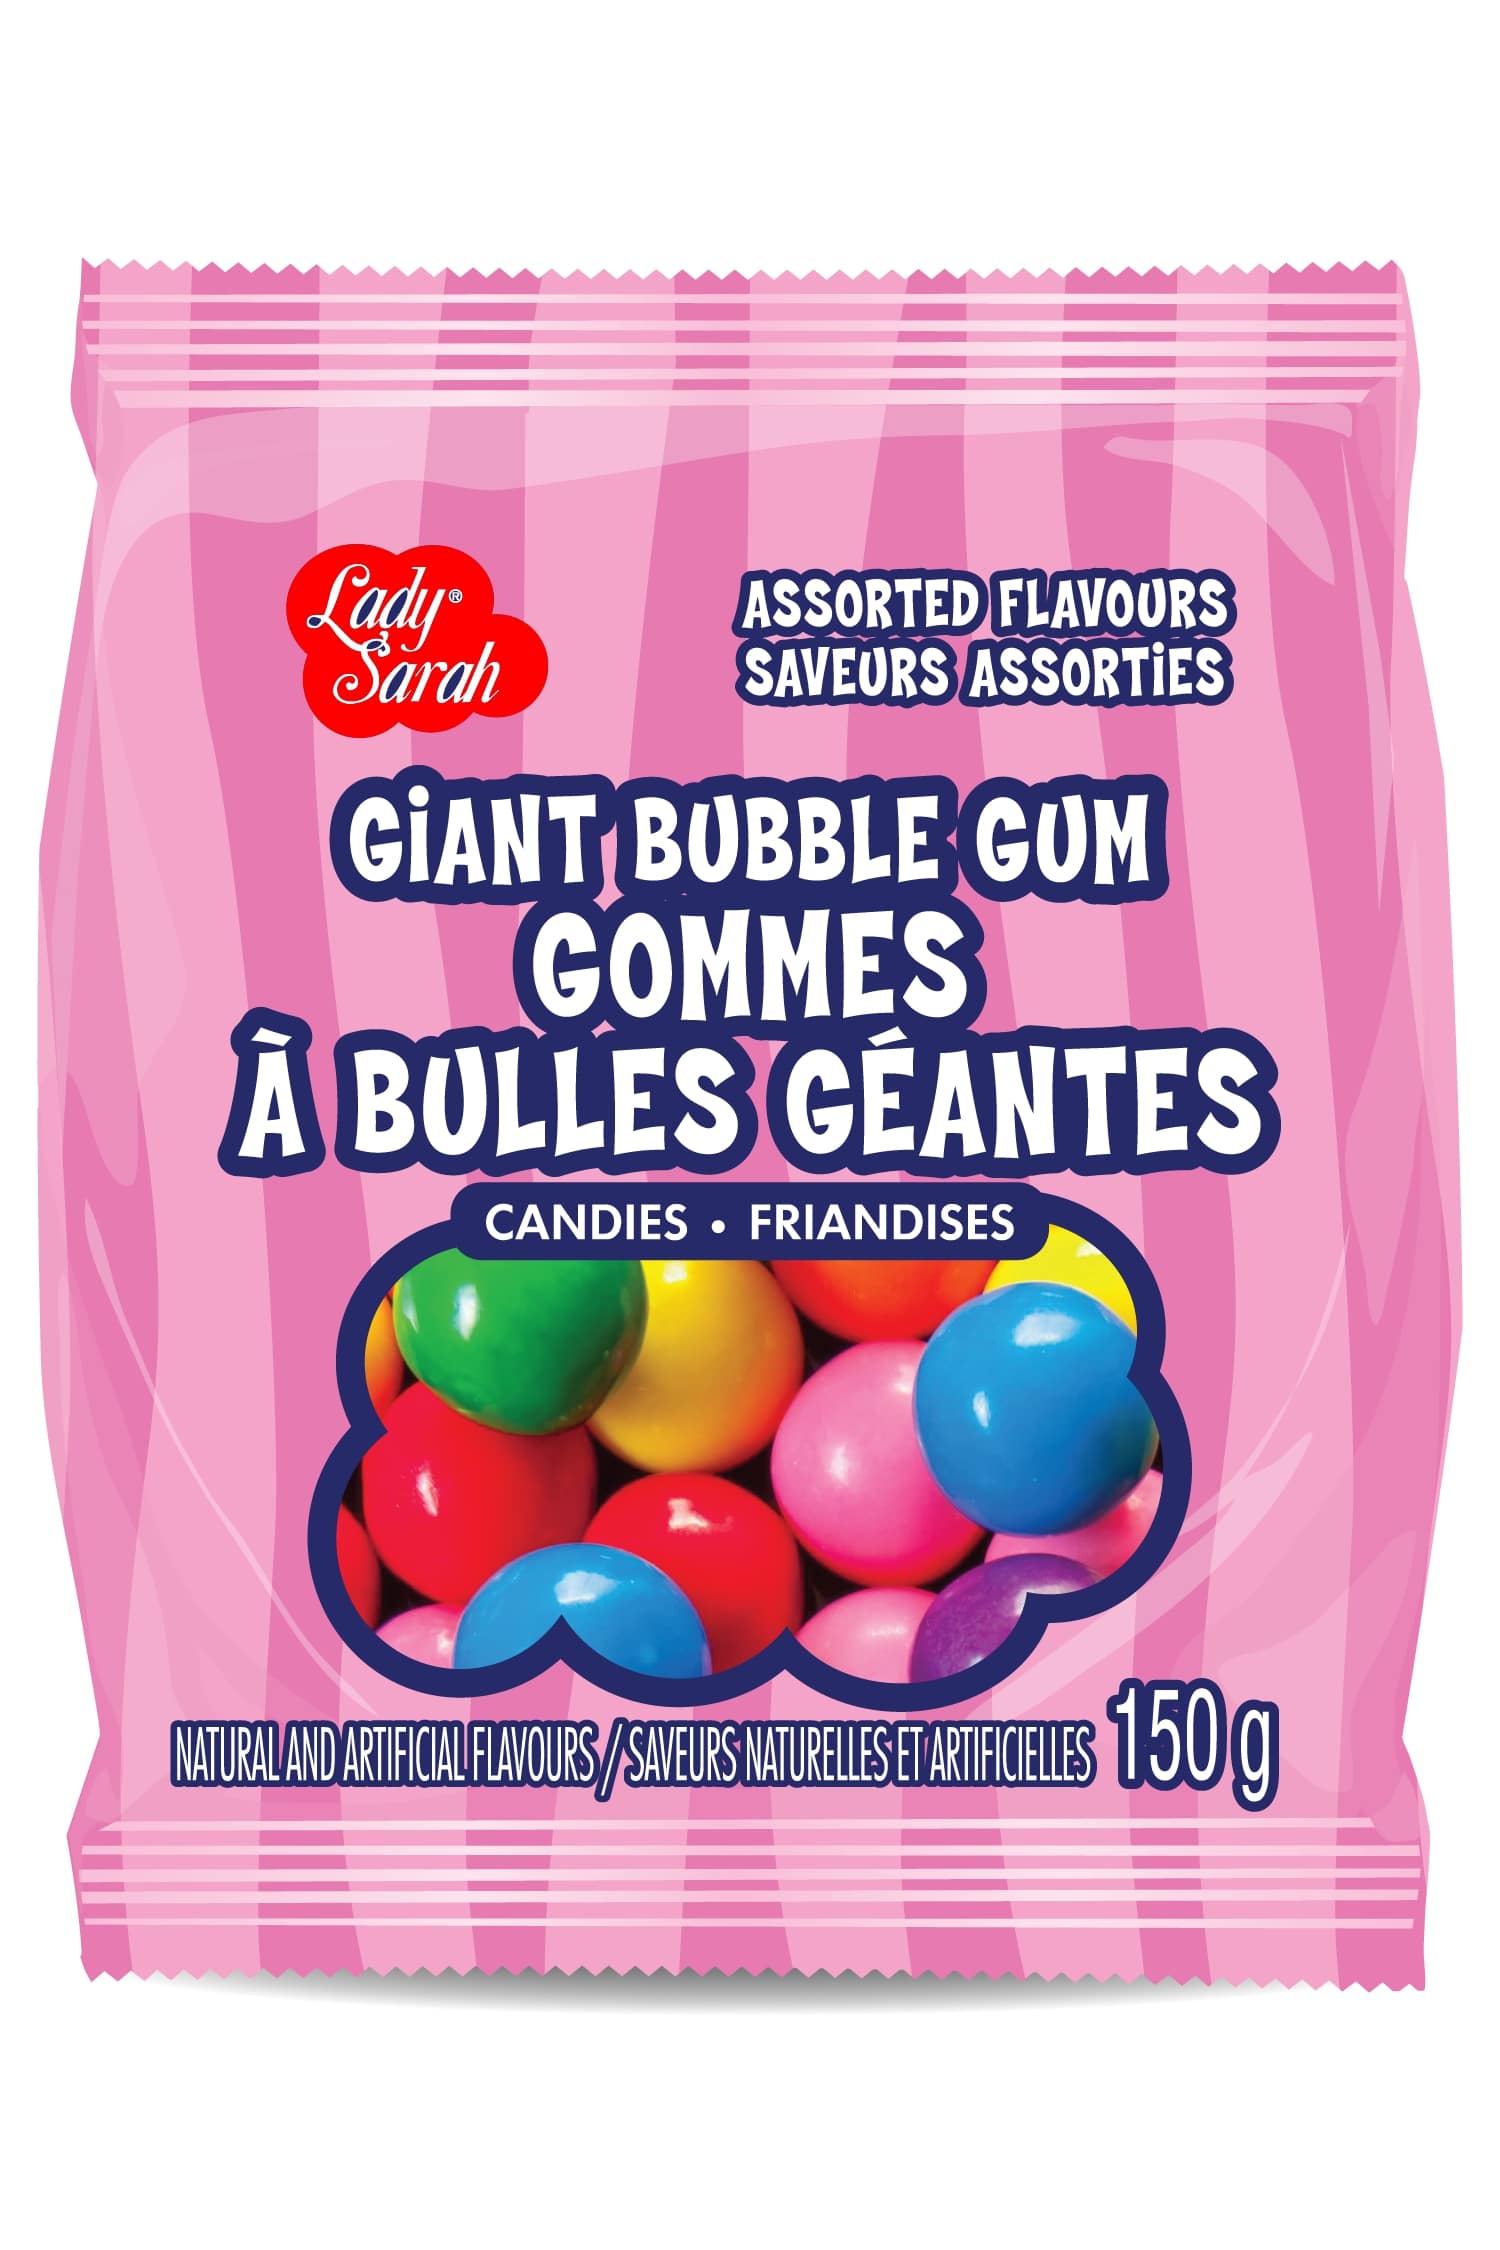 Lady®
Sarah
ASSORTED FLAVOURS
SAVEURS ASSORTIES
GIANT BUBBLE GUM
GOMMES
À BULLES GÉANTES
CANDIES • FRIANDISES
NATURAL AND ARTIFICIAL FLAVOURS / SAVEURS NATURELLES ET ARTIFICIELLES 150 g